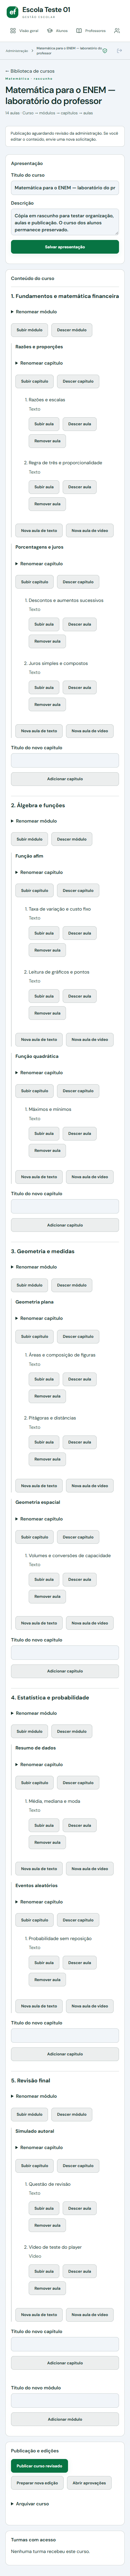 Escola Teste 01
GESTÃO ESCOLAR
Visão geral
Escola
Professores
Administração
Matemática para o ENEM — laboratório do
professor
← Biblioteca de cursos
Matemática · rascunho
Matemática para o ENEM —
laboratório do professor
14 aulas · Curso → módulos → capítulos → aulas
Publicação aguardando revisão da administração. Se você
editar o conteúdo, envie uma nova solicitação.
Apresentação
Título do curso
Matemática para o ENEM — laboratório do pr
Descrição
Cópia em rascunho para testar organização,
aulas e publicação. O curso dos alunos
permanece preservado.
Salvar apresentação
Conteúdo do curso
1. Fundamentos e matemática financeira
Renomear módulo
Subir módulo
Descer módulo
Razões e proporções
Renomear capítulo
Subir capítulo
Descer capítulo
1. Razões e escalas
Texto
Subir aula
Descer aula
Remover aula
2. Regra de três e proporcionalidade
Texto
Subir aula
Descer aula
Remover aula
Nova aula de texto
Nova aula de vídeo
Porcentagens e juros
Renomear capítulo
Subir capítulo
Descer capítulo
1. Descontos e aumentos sucessivos
Texto
Subir aula
Descer aula
Remover aula
2. Juros simples e compostos
Texto
Subir aula
Descer aula
Remover aula
Nova aula de texto
Nova aula de vídeo
Título do novo capítulo
Adicionar capítulo
2. Álgebra e funções
Renomear módulo
Subir módulo
Descer módulo
Função afim
Renomear capítulo
Subir capítulo
Descer capítulo
1. Taxa de variação e custo fixo
Texto
Subir aula
Descer aula
Remover aula
2. Leitura de gráficos e pontos
Texto
Subir aula
Descer aula
Remover aula
Nova aula de texto
Nova aula de vídeo
Função quadrática
Renomear capítulo
Subir capítulo
Descer capítulo
1. Máximos e mínimos
Texto
Subir aula
Descer aula
Remover aula
Nova aula de texto
Nova aula de vídeo
Título do novo capítulo
Adicionar capítulo
3. Geometria e medidas
Renomear módulo
Subir módulo
Descer módulo
Geometria plana
Renomear capítulo
Subir capítulo
Descer capítulo
1. Áreas e composição de figuras
Texto
Subir aula
Descer aula
Remover aula
2. Pitágoras e distâncias
Texto
Subir aula
Descer aula
Remover aula
Nova aula de texto
Nova aula de vídeo
Geometria espacial
Renomear capítulo
Subir capítulo
Descer capítulo
1. Volumes e conversões de capacidade
Texto
Subir aula
Descer aula
Remover aula
Nova aula de texto
Nova aula de vídeo
Título do novo capítulo
Adicionar capítulo
4. Estatística e probabilidade
Renomear módulo
Subir módulo
Descer módulo
Resumo de dados
Renomear capítulo
Subir capítulo
Descer capítulo
1. Média, mediana e moda
Texto
Subir aula
Descer aula
Remover aula
Nova aula de texto
Nova aula de vídeo
Eventos aleatórios
Renomear capítulo
Subir capítulo
Descer capítulo
1. Probabilidade sem reposição
Texto
Subir aula
Descer aula
Remover aula
Nova aula de texto
Nova aula de vídeo
Título do novo capítulo
Adicionar capítulo
5. Revisão final
Renomear módulo
Subir módulo
Descer módulo
Simulado autoral
Renomear capítulo
Subir capítulo
Descer capítulo
1. Questão de revisão
Texto
Subir aula
Descer aula
Remover aula
2. Vídeo de teste do player
Vídeo
Subir aula
Descer aula
Remover aula
Nova aula de texto
Nova aula de vídeo
Título do novo capítulo
Adicionar capítulo
Título do novo módulo
Adicionar módulo
Publicação e edições
Publicar curso revisado
Preparar nova edição
Abrir aprovações
Arquivar curso
Turmas com acesso
Nenhuma turma recebeu este curso.